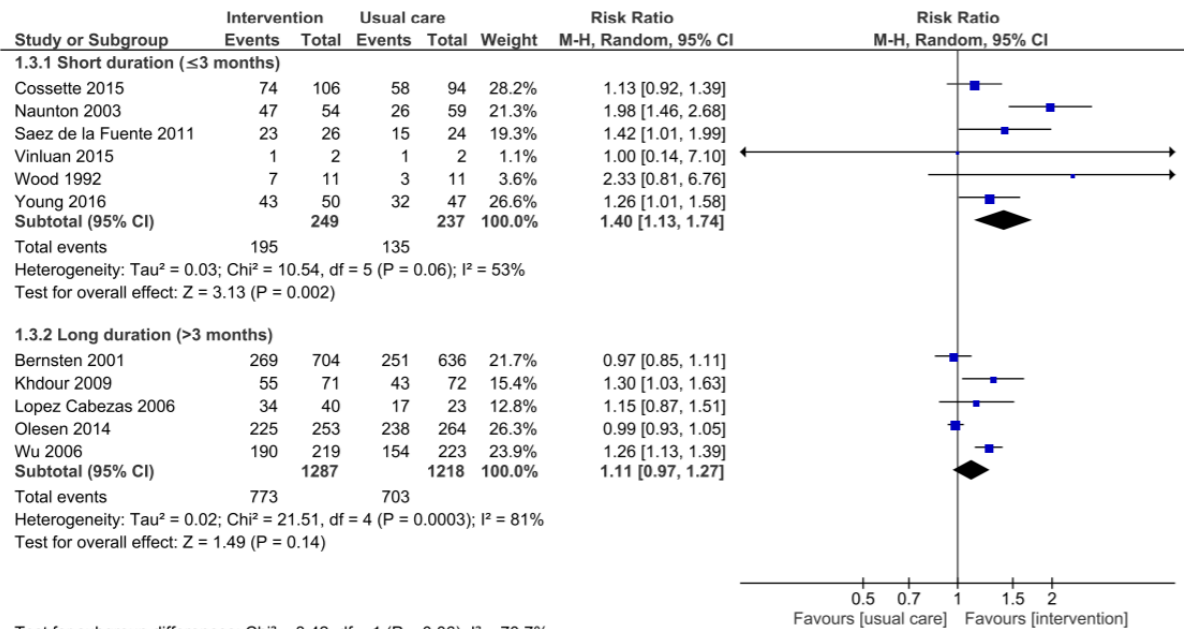 Intervention Usual care Risk Ratio Risk Ratio
Study or Subgroup Events Total Events Total Weight M-H, Random, 95% CI M-H, Random, 95% CI
1.3.1 Short duration (≤3 months)
Cossette 2015 74 106 58 94 28.2% 1.13 [0.92, 1.39]
Naunton 2003 47 54 26 59 21.3% 1.98 [1.46, 2.68]
Saez de la Fuente 2011 23 26 15 24 19.3% 1.42 [1.01, 1.99]
Vinluan 2015 1 2 1 2 1.1% 1.00 [0.14, 7.10]
Wood 1992 7 11 3 11 3.6% 2.33 [0.81, 6.76]
Young 2016 43 50 32 47 26.6% 1.26 [1.01, 1.58]
Subtotal (95% CI) 249 237 100.0% 1.40 [1.13, 1.74]
Total events 195 135
Heterogeneity: Tau² = 0.03; Chi² = 10.54, df = 5 (P = 0.06); I² = 53%
Test for overall effect: Z = 3.13 (P = 0.002)
1.3.2 Long duration (>3 months)
Bernsten 2001 269 704 251 636 21.7% 0.97 [0.85, 1.11]
Khdour 2009 55 71 43 72 15.4% 1.30 [1.03, 1.63]
Lopez Cabezas 2006 34 40 17 23 12.8% 1.15 [0.87, 1.51]
Olesen 2014 225 253 238 264 26.3% 0.99 [0.93, 1.05]
Wu 2006 190 219 154 223 23.9% 1.26 [1.13, 1.39]
Subtotal (95% CI) 1287 1218 100.0% 1.11 [0.97, 1.27]
Total events 773 703
Heterogeneity: Tau² = 0.02; Chi² = 21.51, df = 4 (P = 0.0003); I² = 81%
Test for overall effect: Z = 1.49 (P = 0.14)
0.5 0.7 1 1.5 2
Favours [usual care] Favours [intervention]